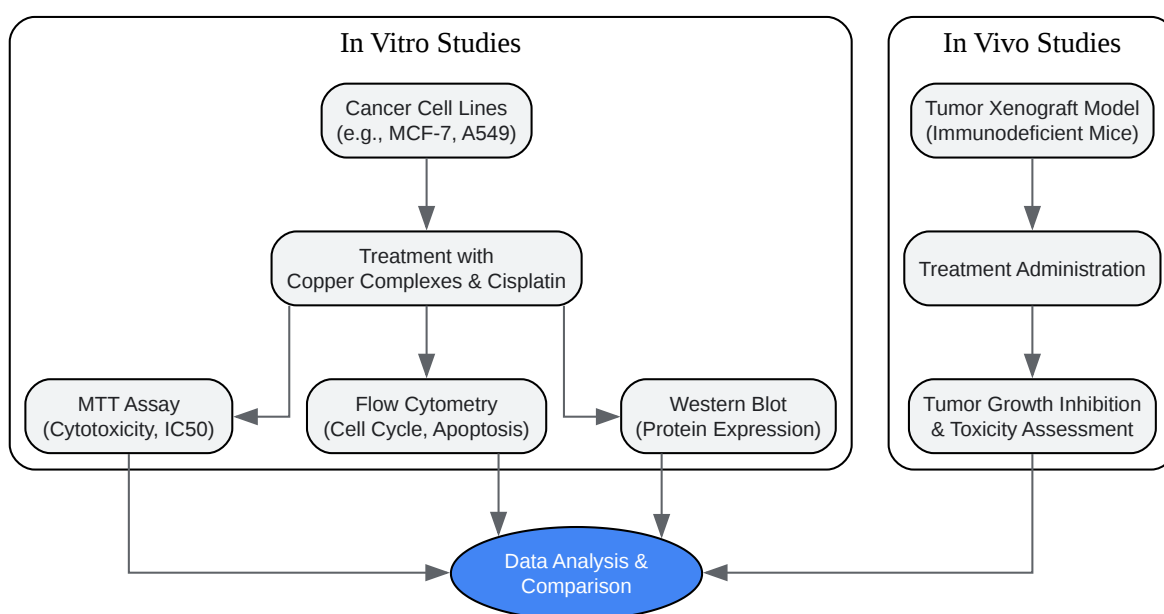 In Vitro Studies
Cancer Cell Lines
(e.g., MCF-7, A549)
Treatment with
Copper Complexes & Cisplatin
MTT Assay
(Cytotoxicity, IC50)
Flow Cytometry
(Cell Cycle, Apoptosis)
Western Blot
(Protein Expression)
In Vivo Studies
Tumor Xenograft Model
(Immunodeficient Mice)
Treatment Administration
Tumor Growth Inhibition
& Toxicity Assessment
Data Analysis &
Comparison